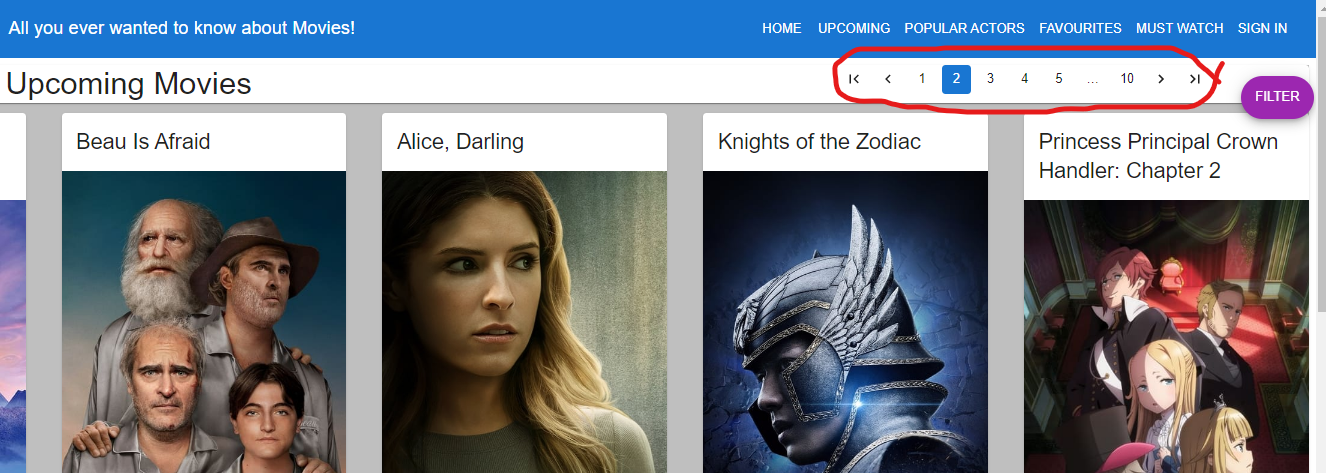 All you ever wanted to know about Movies!
HOME UPCOMING POPULAR ACTORS FAVOURITES MUST WATCH SIGN IN
Upcoming Movies
1 2 3 4 5 ... 10
FILTER
Beau Is Afraid
Alice, Darling
Knights of the Zodiac
Princess Principal Crown
Handler: Chapter 2